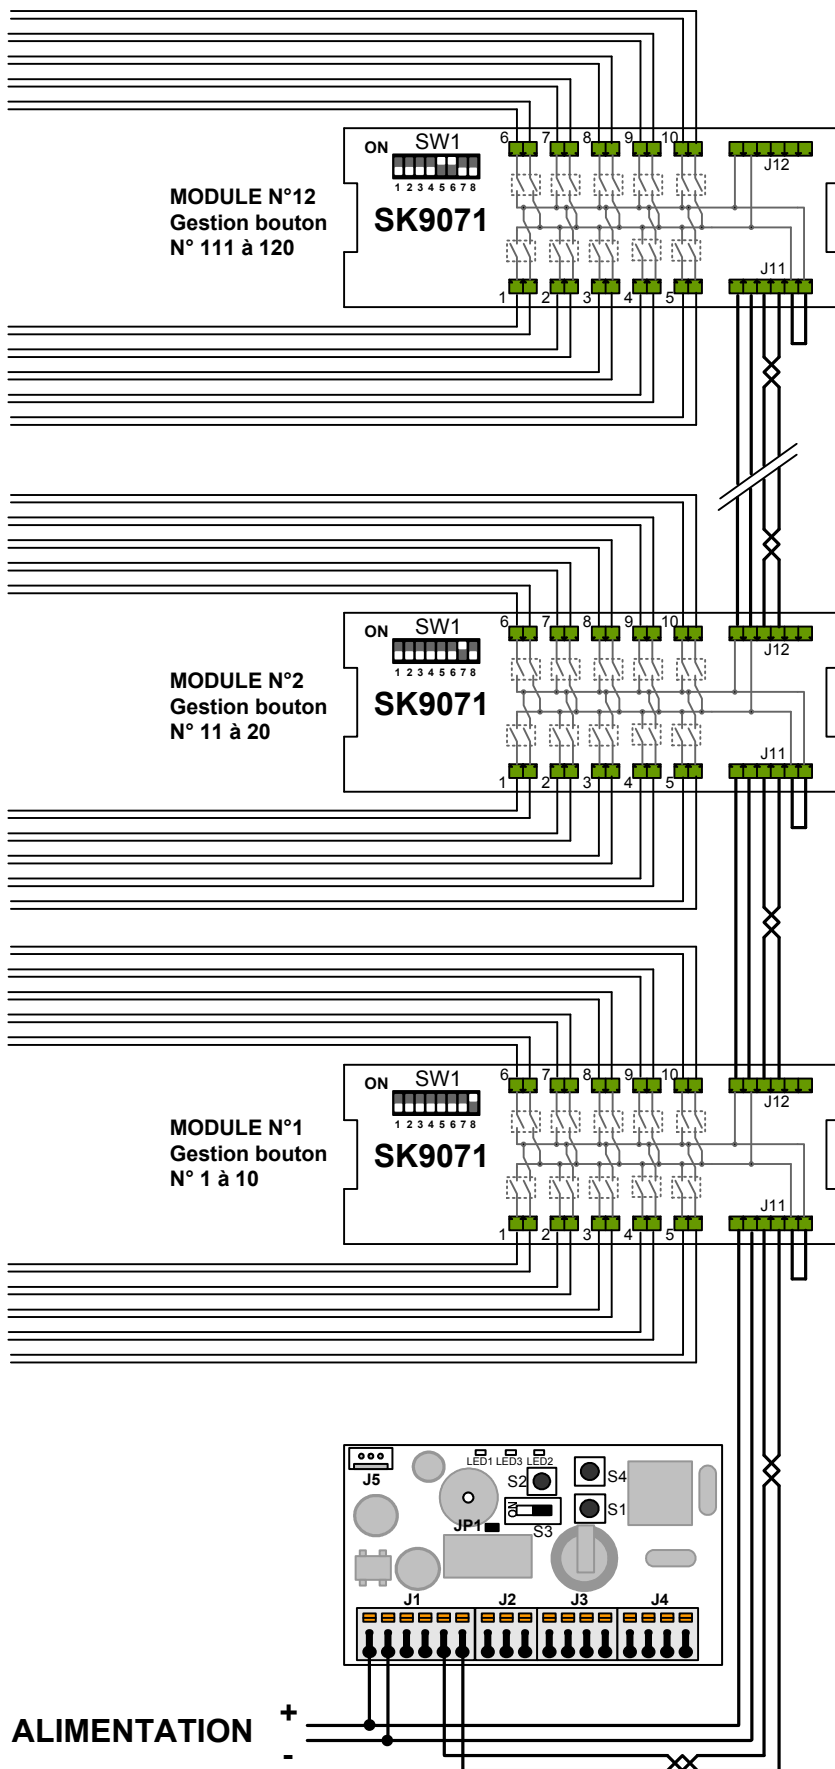 6 7 8 9 10
ON SW1
J12
1 2 3 4 5 6 7 8
MODULE N°12
Gestion bouton
N° 111 à 120
SK9071
J11
1 2 3 4 5
6 7 8 9 10
ON SW1
J12
1 2 3 4 5 6 7 8
MODULE N°2
Gestion bouton
N° 11 à 20
SK9071
J11
1 2 3 4 5
6 7 8 9 10
ON SW1
J12
1 2 3 4 5 6 7 8
MODULE N°1
Gestion bouton
N° 1 à 10
SK9071
J11
1 2 3 4 5
LED1 LED3 LED2
J5
S2
S4
ON
S1
JP1
S3
J1 J2 J3 J4
+
ALIMENTATION
-